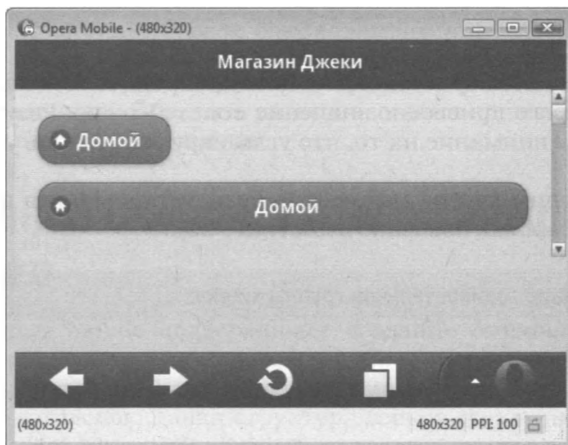 Opera Mobile - (480x320)
Магазин Джеки
Домой
Домой
(480x320) 480x320 PPI: 100